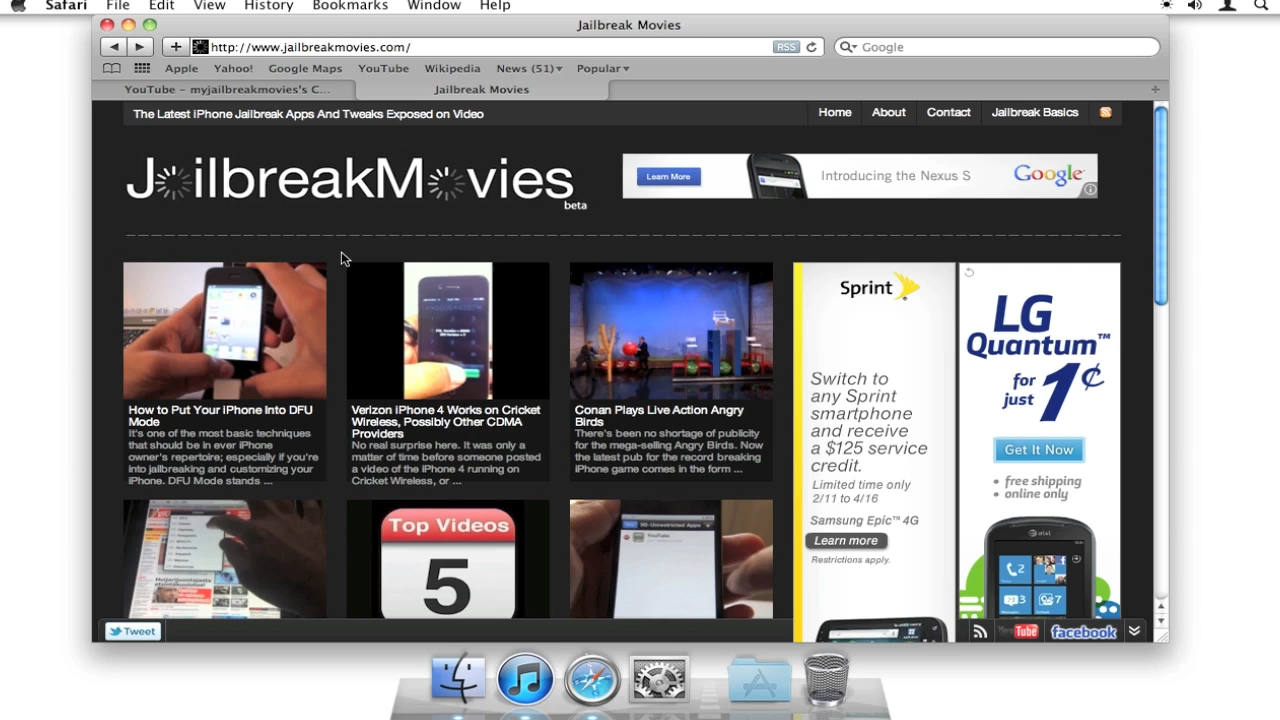 Safari File Edit View History Bookmarks Window Help
Jailbreak Movies
http://www.jailbreakmovies.com/ RSS Google
Apple Yahoo! Google Maps YouTube Wikipedia News (51) Popular
YouTube – myjailbreakmovies's C... Jailbreak Movies
The Latest iPhone Jailbreak Apps And Tweaks Exposed on Video Home About Contact Jailbreak Basics
JailbreakMovies
beta
Learn More Introducing the Nexus S Google
How to Put Your iPhone Into DFU
Mode
It's one of the most basic techniques
that should be in ever iPhone
owner's repertoire; especially if you're
into jailbreaking and customizing your
iPhone. DFU Mode stands ...
Verizon iPhone 4 Works on Cricket
Wireless, Possibly Other CDMA
Providers
No real surprise here. It was only a
matter of time before someone posted
a video of the iPhone 4 running on
Cricket Wireless, or ...
Conan Plays Live Action Angry
Birds
There's been no shortage of publicity
for the mega-selling Angry Birds. Now
the latest pub for the record breaking
iPhone game comes in the form ...
Top Videos
5
3G Unrestricted Apps
YouTube
Sprint
Switch to
any Sprint
smartphone
and receive
a $125 service
credit.
Limited time only
2/11 to 4/16
Samsung Epic™ 4G
Learn more
Restrictions apply.
LG
Quantum™
for
just 1¢
Get It Now
• free shipping
• online only
at&t
2
3 7
Tweet YouTube facebook